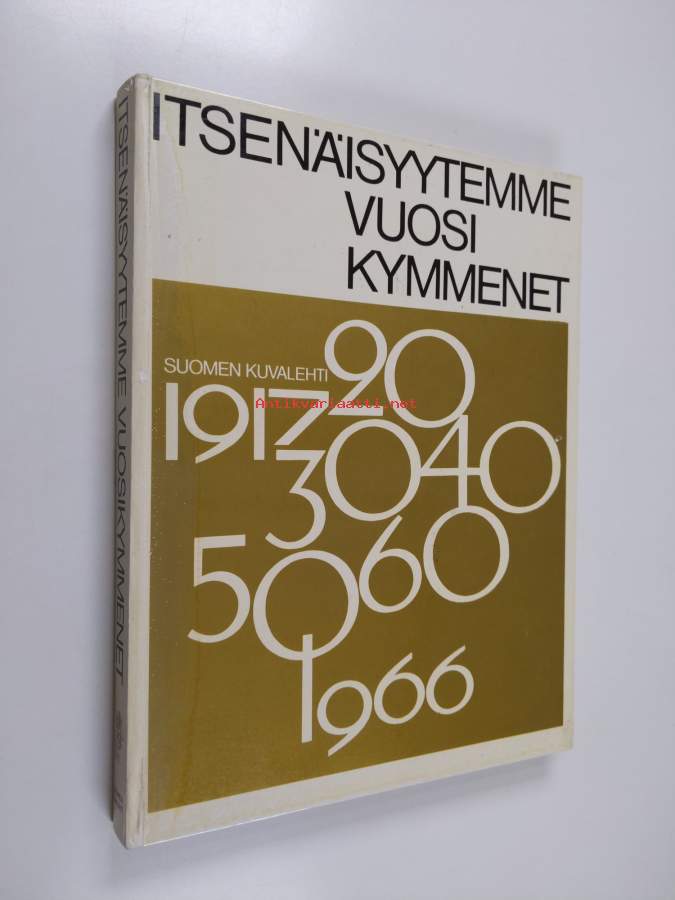 ITSENÄISYYTEMME
VUOSI
KYMMENET
SUOMEN KUVALEHTI
1917 20
30 40
50 60
1966
ITSENÄISYYTEMME VUOSIKYMMENET
Antikvariaatti.net